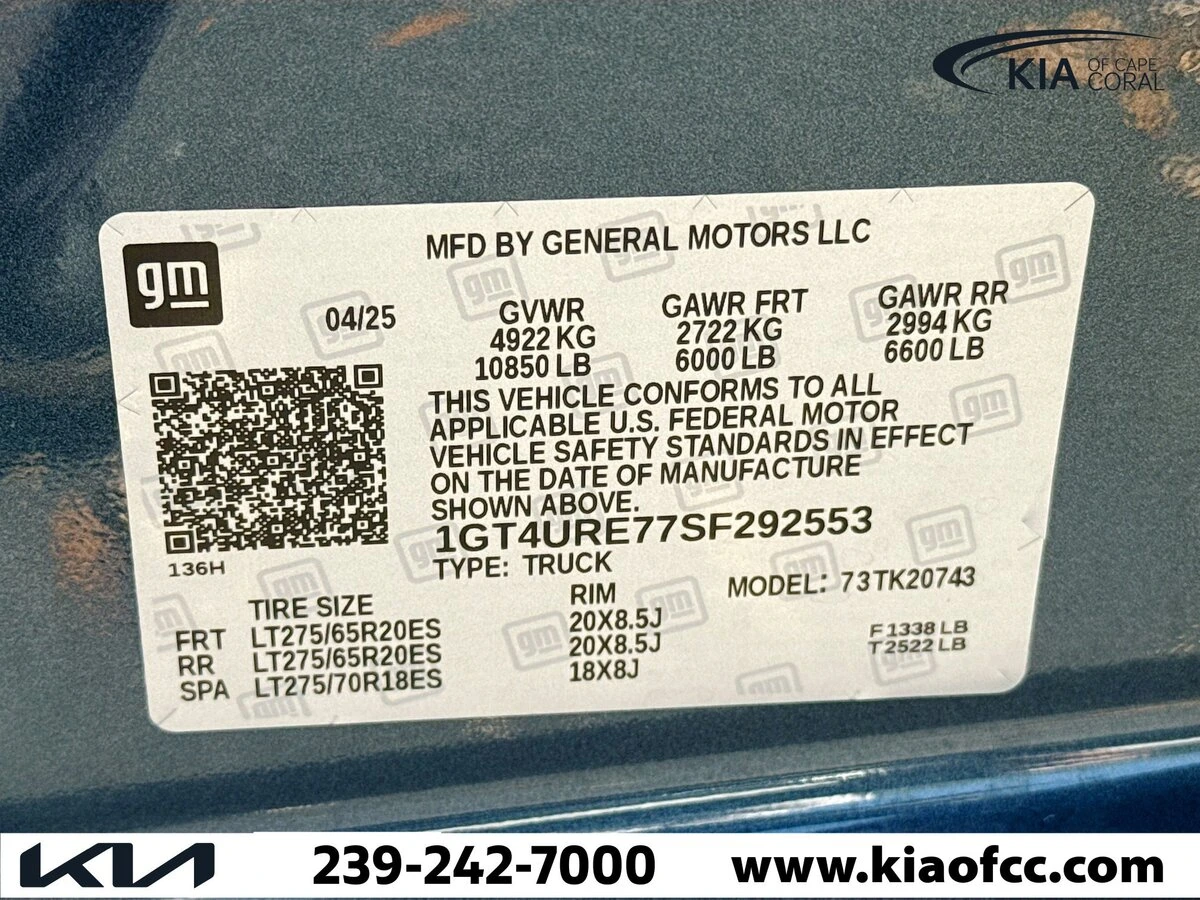 KIA OF CAPE CORAL
gm
MFD BY GENERAL MOTORS LLC
04/25
GVWR
4922 KG
10850 LB
GAWR FRT
2722 KG
6000 LB
GAWR RR
2994 KG
6600 LB
THIS VEHICLE CONFORMS TO ALL
APPLICABLE U.S. FEDERAL MOTOR
VEHICLE SAFETY STANDARDS IN EFFECT
ON THE DATE OF MANUFACTURE
SHOWN ABOVE.
1GT4URE77SF292553
136H
TYPE: TRUCK
MODEL: 73TK20743
TIRE SIZE RIM
FRT LT275/65R20ES 20X8.5J
RR LT275/65R20ES 20X8.5J
SPA LT275/70R18ES 18X8J
F 1338 LB
T 2522 LB
KIA 239-242-7000 www.kiaofcc.com